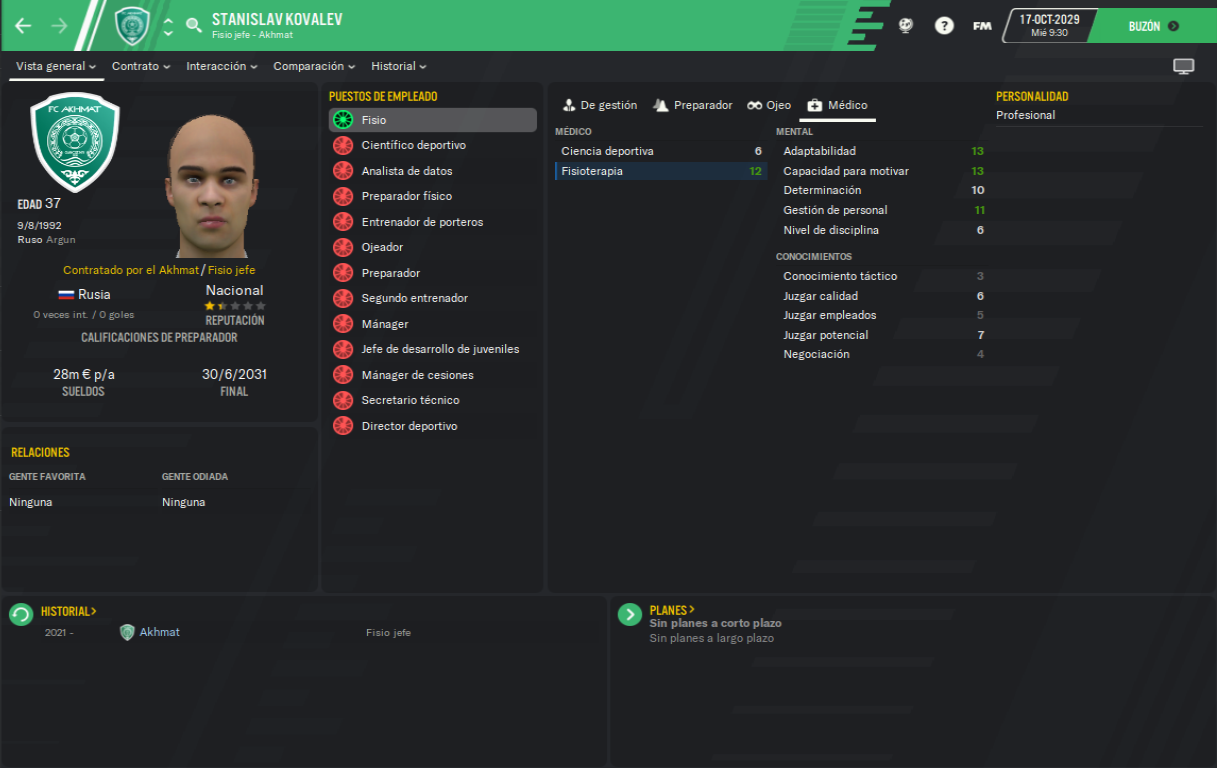 STANISLAV KOVALEV
Fisio jefe - Akhmat
?
FM
17-OCT-2029
Mié 9:30
BUZÓN
Vista general
Contrato
Interacción
Comparación
Historial
FC AKHMAT
EDAD 37
9/8/1992
Ruso Argun
Contratado por el Akhmat/Fisio jefe
Rusia
0 veces int. / 0 goles
Nacional
REPUTACIÓN
CALIFICACIONES DE PREPARADOR
28m € p/a
SUELDOS
30/6/2031
FINAL
RELACIONES
GENTE FAVORITA
GENTE ODIADA
Ninguna
Ninguna
PUESTOS DE EMPLEADO
Fisio
Científico deportivo
Analista de datos
Preparador físico
Entrenador de porteros
Ojeador
Preparador
Segundo entrenador
Mánager
Jefe de desarrollo de juveniles
Mánager de cesiones
Secretario técnico
Director deportivo
De gestión
Preparador
Ojeo
Médico
MÉDICO
Ciencia deportiva 6
Fisioterapia 12
MENTAL
Adaptabilidad 13
Capacidad para motivar 13
Determinación 10
Gestión de personal 11
Nivel de disciplina 6
CONOCIMIENTOS
Conocimiento táctico 3
Juzgar calidad 6
Juzgar empleados 5
Juzgar potencial 7
Negociación 4
PERSONALIDAD
Profesional
HISTORIAL>
2021 - Akhmat Fisio jefe
PLANES>
Sin planes a corto plazo
Sin planes a largo plazo